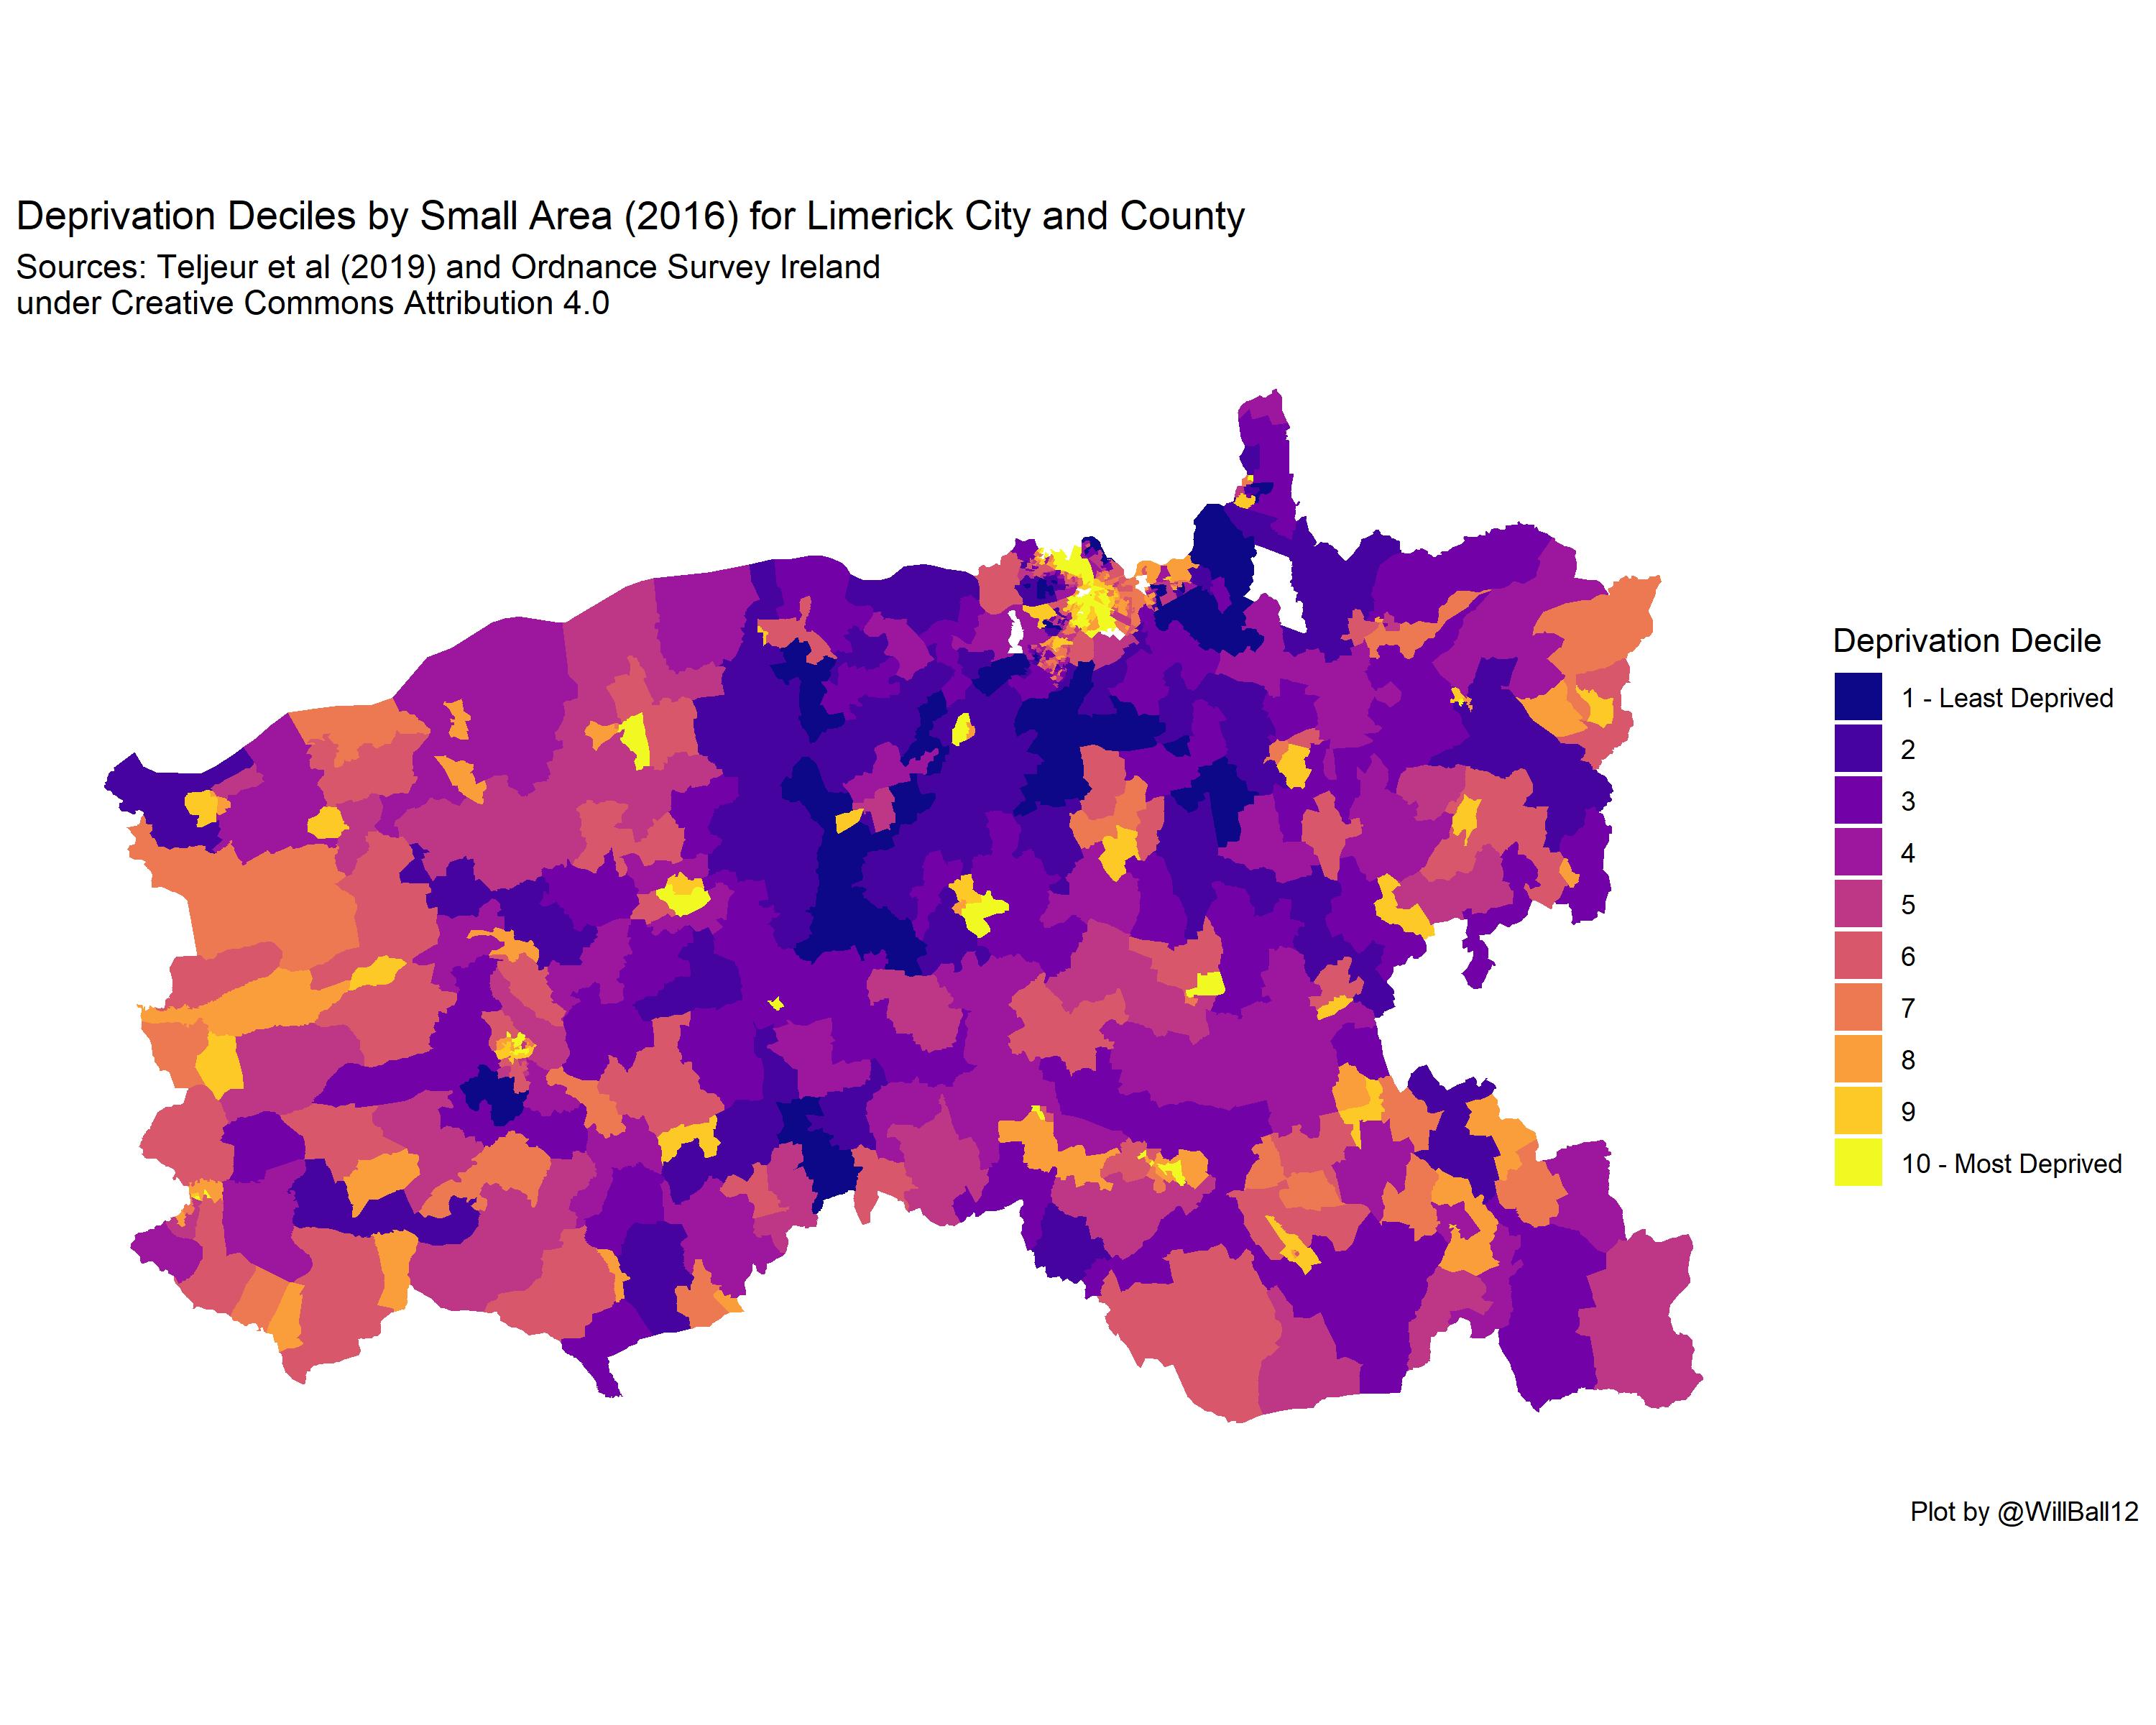 Deprivation Deciles by Small Area (2016) for Limerick City and County
Sources: Teljeur et al (2019) and Ordnance Survey Ireland
under Creative Commons Attribution 4.0
Deprivation Decile
1 - Least Deprived
2
3
4
5
6
7
8
9
10 - Most Deprived
Plot by @WillBall12